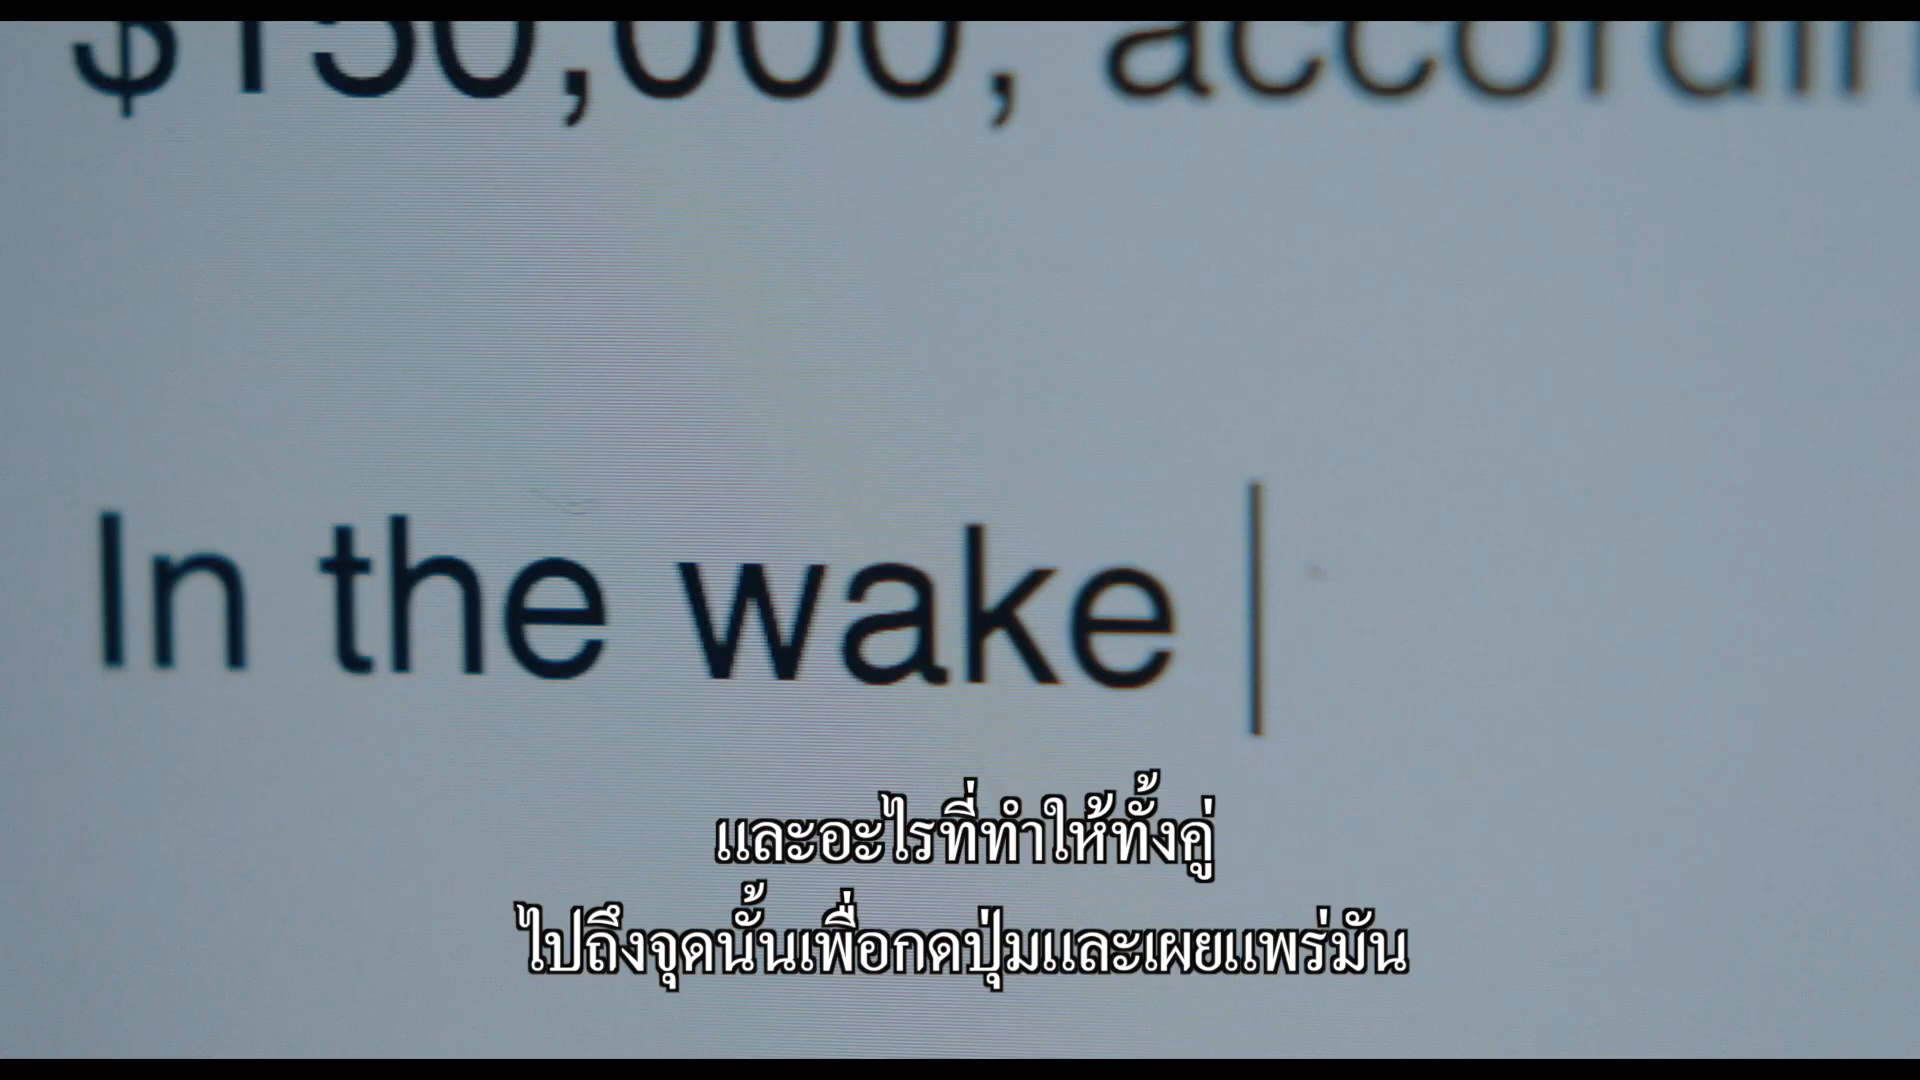 $150,000, accordin
In the wake
และอะไรที่ทำให้ทั้งคู่
ไปถึงจุดนั้นเพื่อกดปุ่มและเผยแพร่มัน